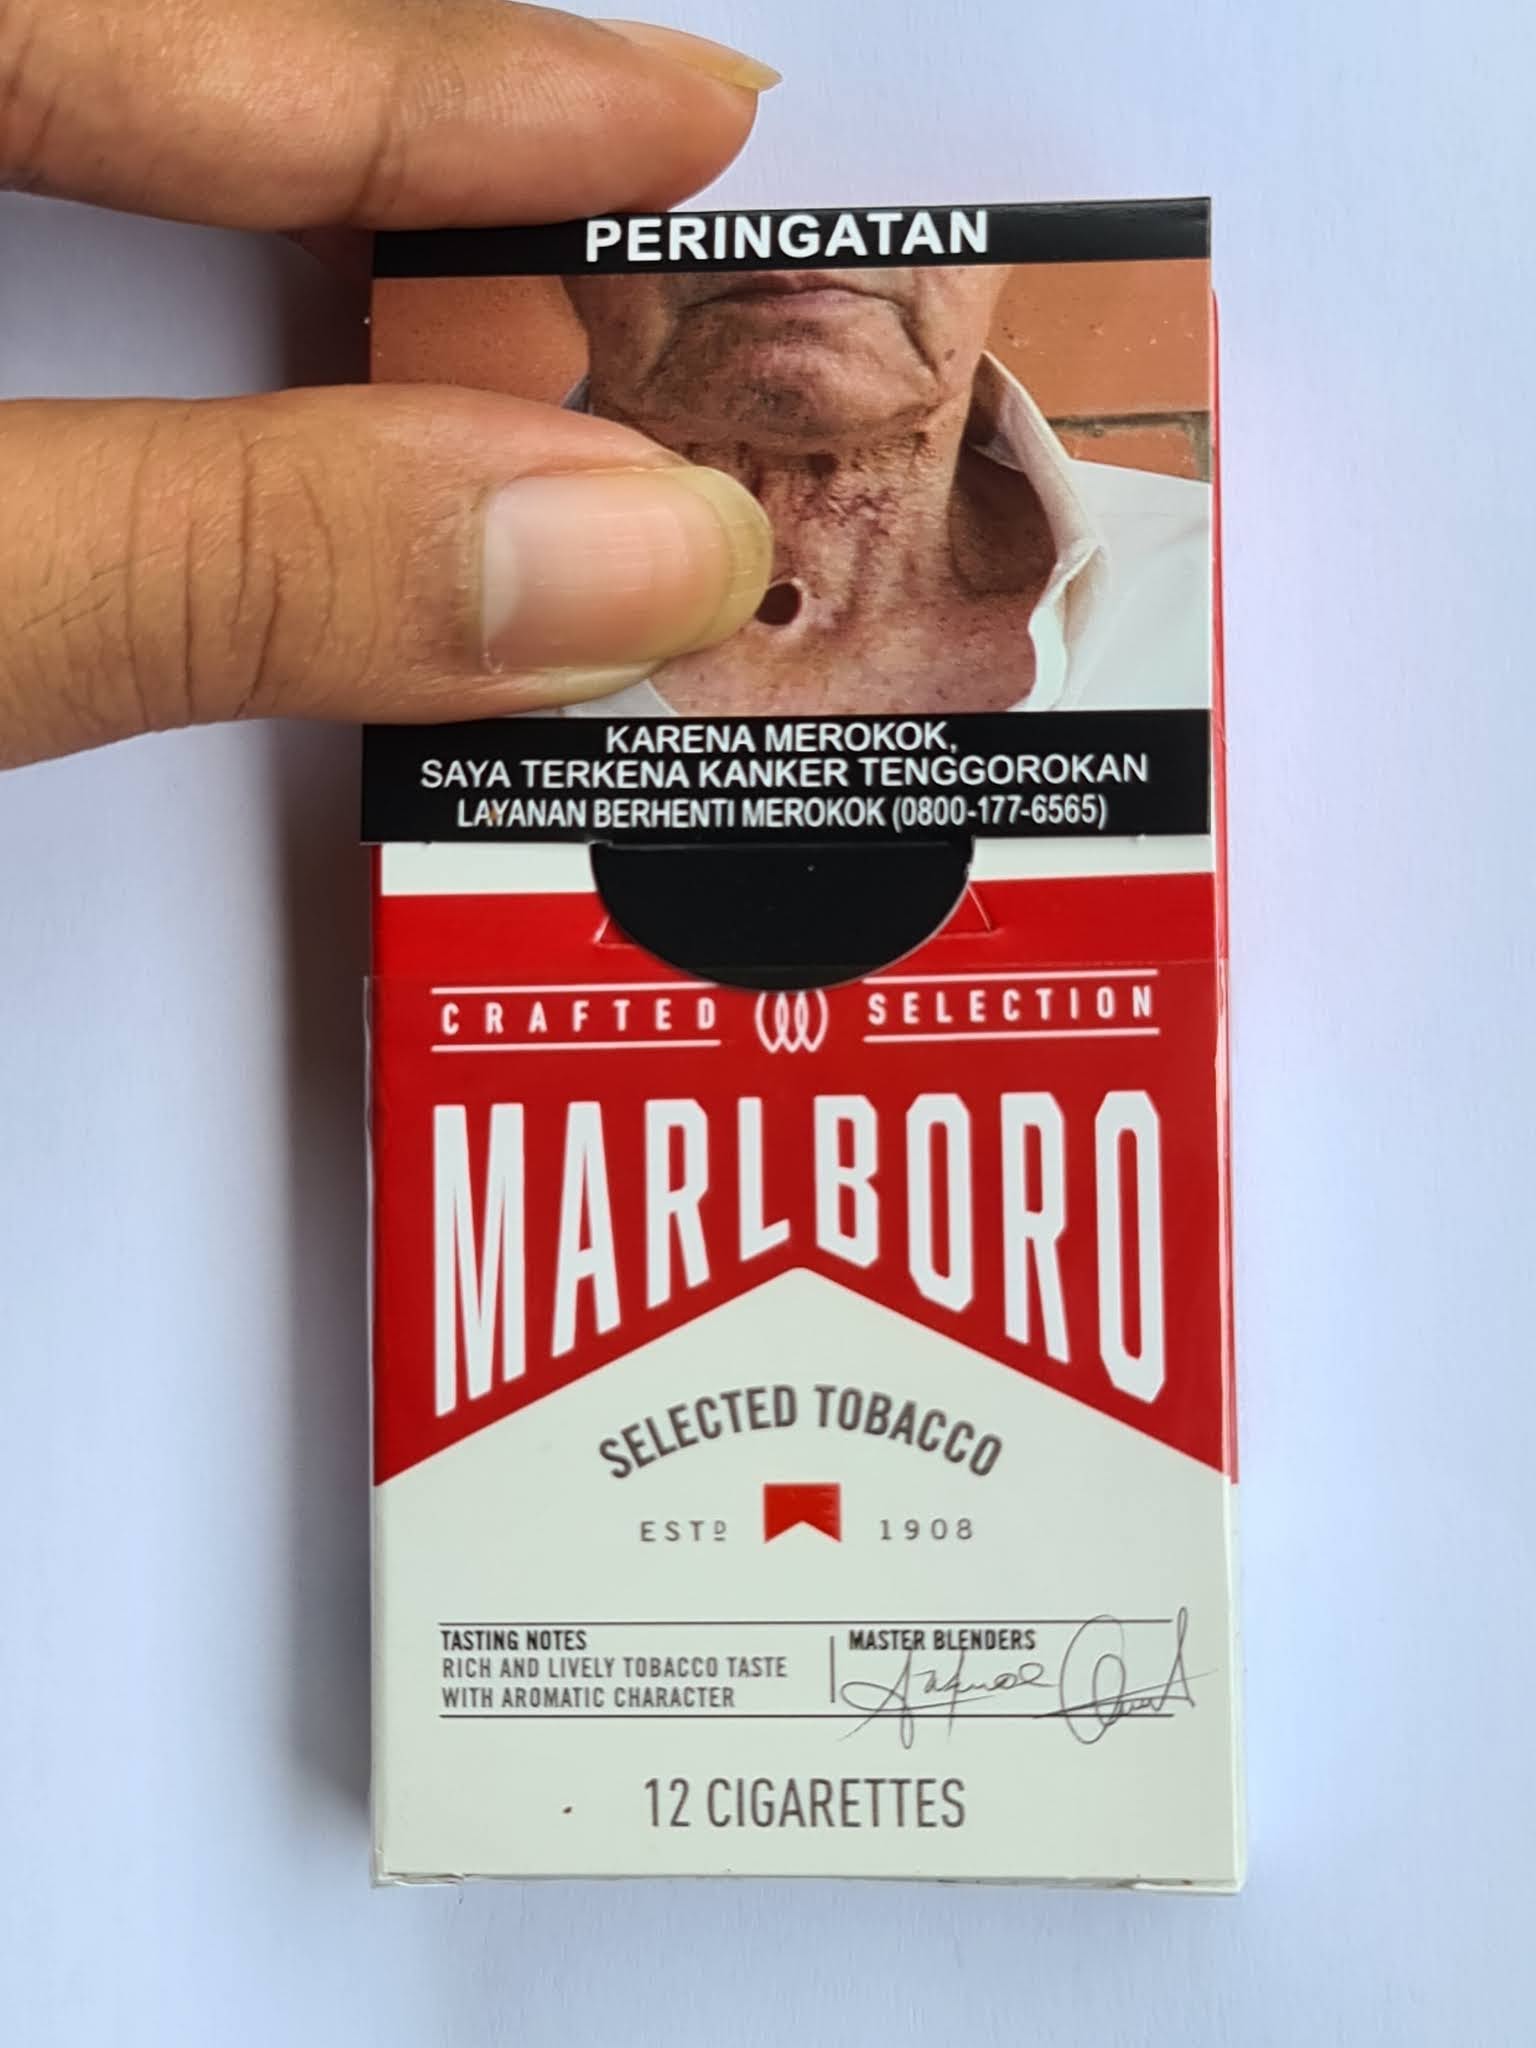 PERINGATAN
KARENA MEROKOK,
SAYA TERKENA KANKER TENGGOROKAN
LAYANAN BERHENTI MEROKOK (0800-177-6565)
CRAFTED SELECTION
MARLBORO
SELECTED TOBACCO
ESTD 1908
TASTING NOTES
RICH AND LIVELY TOBACCO TASTE
WITH AROMATIC CHARACTER
MASTER BLENDERS
12 CIGARETTES